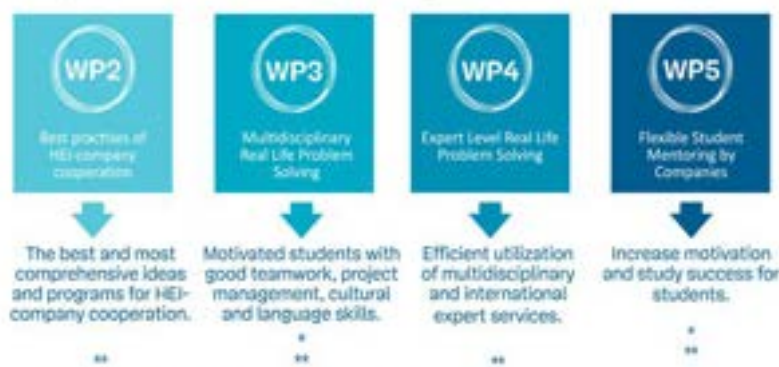 WP2
Best practises of
HEI-company
cooperation
WP3
Multidisciplinary
Real Life Problem
Solving
WP4
Expert Level Real Life
Problem Solving
WP5
Flexible Student
Mentoring by
Companies
The best and most
comprehensive ideas
and programs for HEI-
company cooperation.
**
Motivated students with
good teamwork, project
management, cultural
and language skills.
*
**
Efficient utilization
of multidisciplinary
and international
expert services.
**
Increase motivation
and study success for
students.
*
**